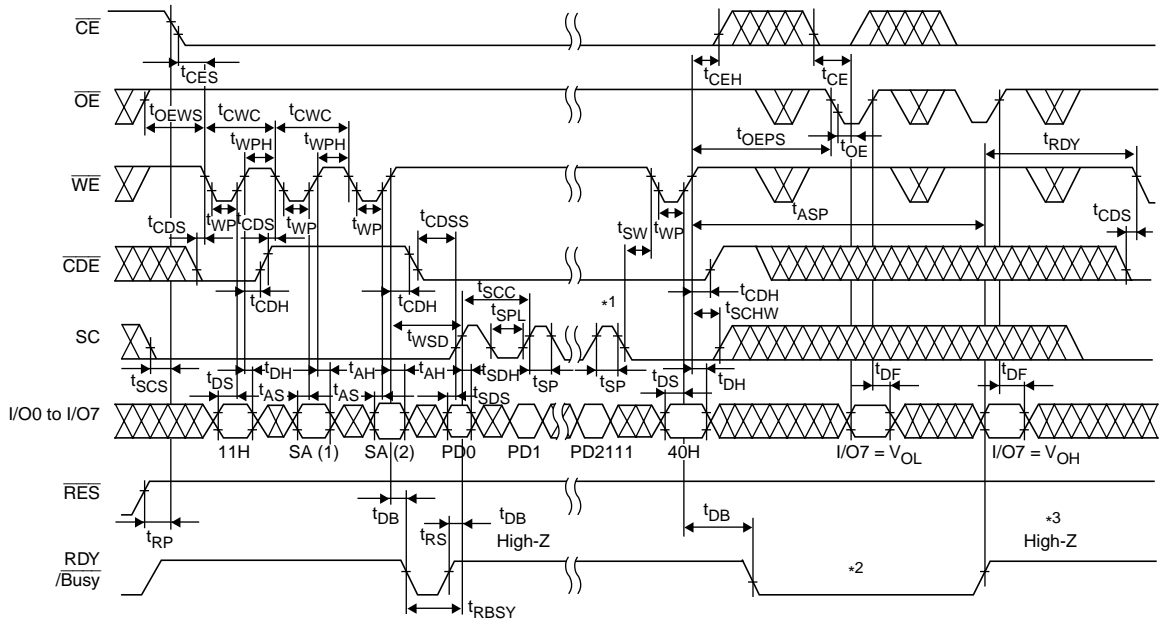 CE
tCES
tCEH
tCE
OE
tOEWS
tCWC
tCWC
tWPH
tWPH
tOEPS
tOE
tRDY
WE
tCDS
tWP
tCDS
tWP
tWP
tCDSS
tSW
tWP
tASP
tCDS
CDE
tCDH
tCDH
tSCC
tSPL
*1
tCDH
tSCHW
SC
tWSD
tSCS
tDS
tDH
tAS
tAH
tAS
tAH
tSDH
tSDS
tSP
tSP
tDS
tDH
tDF
tDF
I/O0 to I/O7
11H
SA (1)
SA (2)
PD0
PD1
PD2111
40H
I/O7 = VOL
I/O7 = VOH
RES
tRP
tDB
tRS
tDB
High-Z
tDB
*3
High-Z
RDY
/Busy
tRBSY
*2